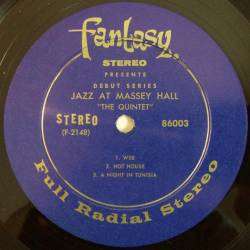 fantasy
STEREO
PRESENTS
DEBUT SERIES
JAZZ AT MASSEY HALL
"THE QUINTET"
STEREO
(F-2148)
86003
1. WEE
2. HOT HOUSE
3. A NIGHT IN TUNISIA
Full Radial Stereo